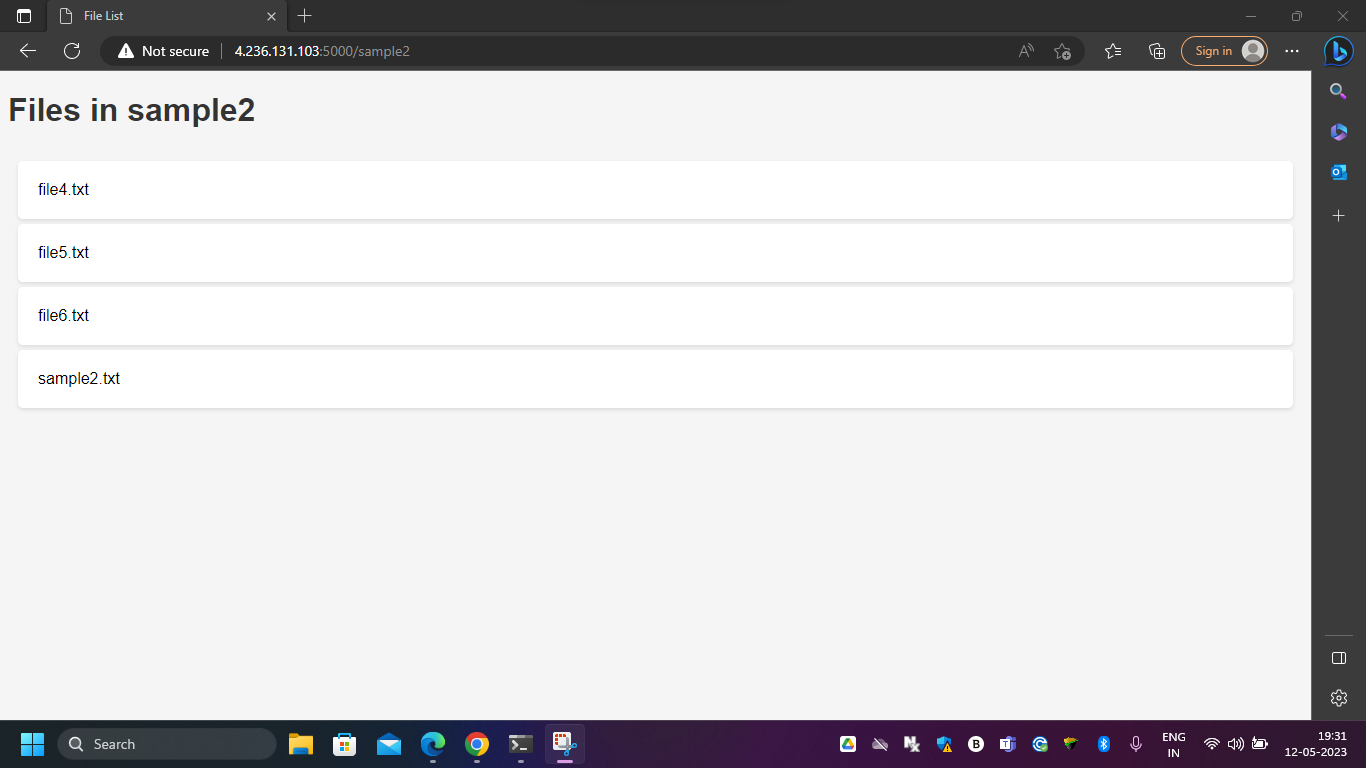 File List
Not secure
4.236.131.103:5000/sample2
Sign in
Files in sample2
file4.txt
file5.txt
file6.txt
sample2.txt
Search
ENG
IN
19:31
12-05-2023